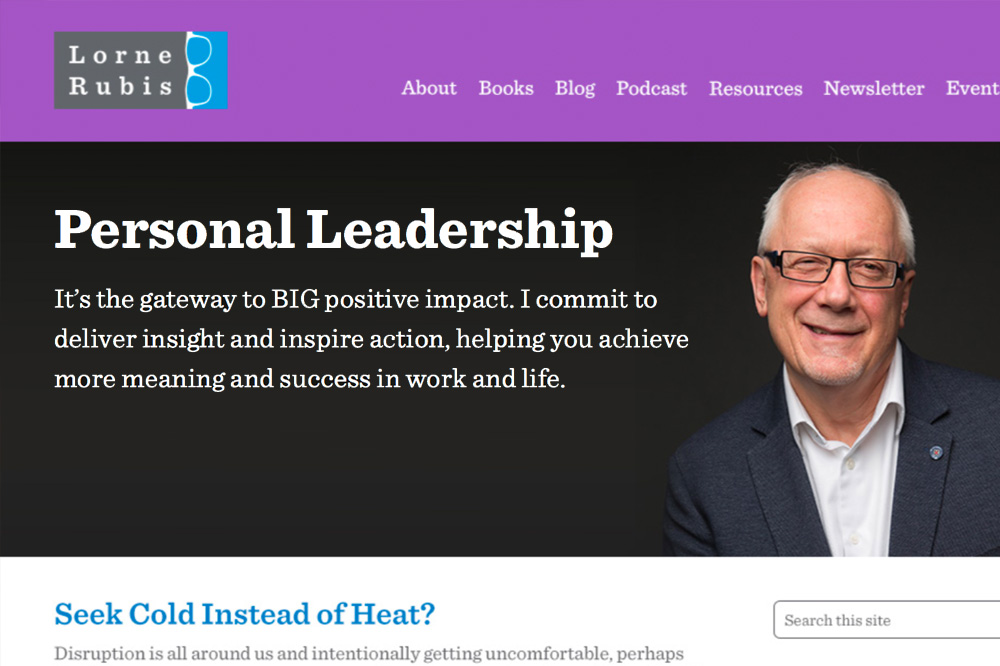 Lorne
Rubis
About Books Blog Podcast Resources Newsletter Event
Personal Leadership
It’s the gateway to BIG positive impact. I commit to
deliver insight and inspire action, helping you achieve
more meaning and success in work and life.
Seek Cold Instead of Heat?
Search this site
Disruption is all around us and intentionally getting uncomfortable, perhaps